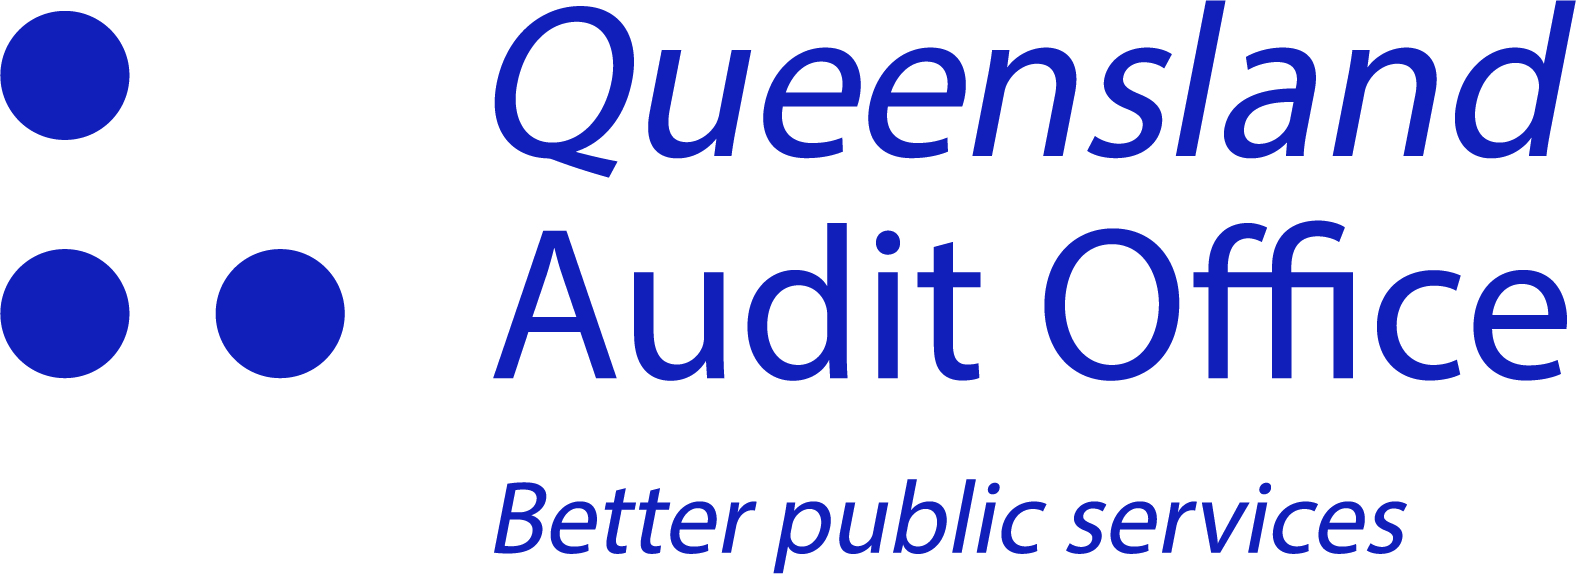 Queensland
Audit Office
Better public services